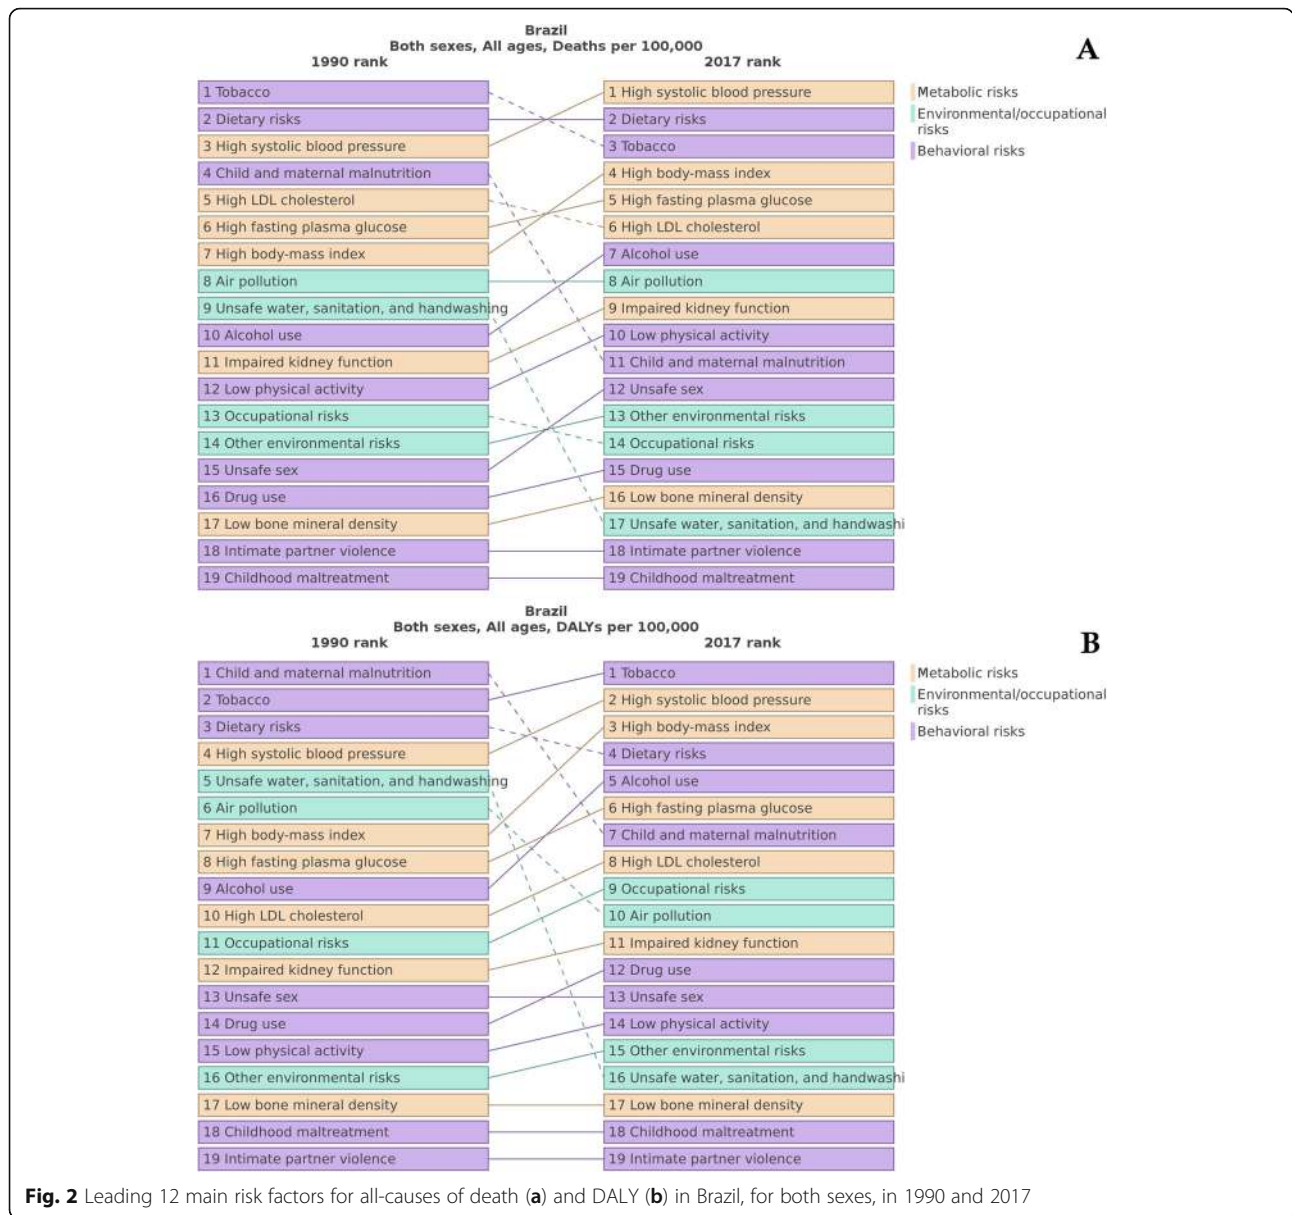 Brazil
Both sexes, All ages, Deaths per 100,000
1990 rank
2017 rank
A
1 Tobacco
2 Dietary risks
3 High systolic blood pressure
4 Child and maternal malnutrition
5 High LDL cholesterol
6 High fasting plasma glucose
7 High body-mass index
8 Air pollution
9 Unsafe water, sanitation, and handwashing
10 Alcohol use
11 Impaired kidney function
12 Low physical activity
13 Occupational risks
14 Other environmental risks
15 Unsafe sex
16 Drug use
17 Low bone mineral density
18 Intimate partner violence
19 Childhood maltreatment
1 High systolic blood pressure
2 Dietary risks
3 Tobacco
4 High body-mass index
5 High fasting plasma glucose
6 High LDL cholesterol
7 Alcohol use
8 Air pollution
9 Impaired kidney function
10 Low physical activity
11 Child and maternal malnutrition
12 Unsafe sex
13 Other environmental risks
14 Occupational risks
15 Drug use
16 Low bone mineral density
17 Unsafe water, sanitation, and handwashi
18 Intimate partner violence
19 Childhood maltreatment
Metabolic risks
Environmental/occupational
risks
Behavioral risks
Brazil
Both sexes, All ages, DALYs per 100,000
1990 rank
2017 rank
B
1 Child and maternal malnutrition
2 Tobacco
3 Dietary risks
4 High systolic blood pressure
5 Unsafe water, sanitation, and handwashing
6 Air pollution
7 High body-mass index
8 High fasting plasma glucose
9 Alcohol use
10 High LDL cholesterol
11 Occupational risks
12 Impaired kidney function
13 Unsafe sex
14 Drug use
15 Low physical activity
16 Other environmental risks
17 Low bone mineral density
18 Childhood maltreatment
19 Intimate partner violence
1 Tobacco
2 High systolic blood pressure
3 High body-mass index
4 Dietary risks
5 Alcohol use
6 High fasting plasma glucose
7 Child and maternal malnutrition
8 High LDL cholesterol
9 Occupational risks
10 Air pollution
11 Impaired kidney function
12 Drug use
13 Unsafe sex
14 Low physical activity
15 Other environmental risks
16 Unsafe water, sanitation, and handwashi
17 Low bone mineral density
18 Childhood maltreatment
19 Intimate partner violence
Metabolic risks
Environmental/occupational
risks
Behavioral risks
Fig. 2 Leading 12 main risk factors for all-causes of death (a) and DALY (b) in Brazil, for both sexes, in 1990 and 2017